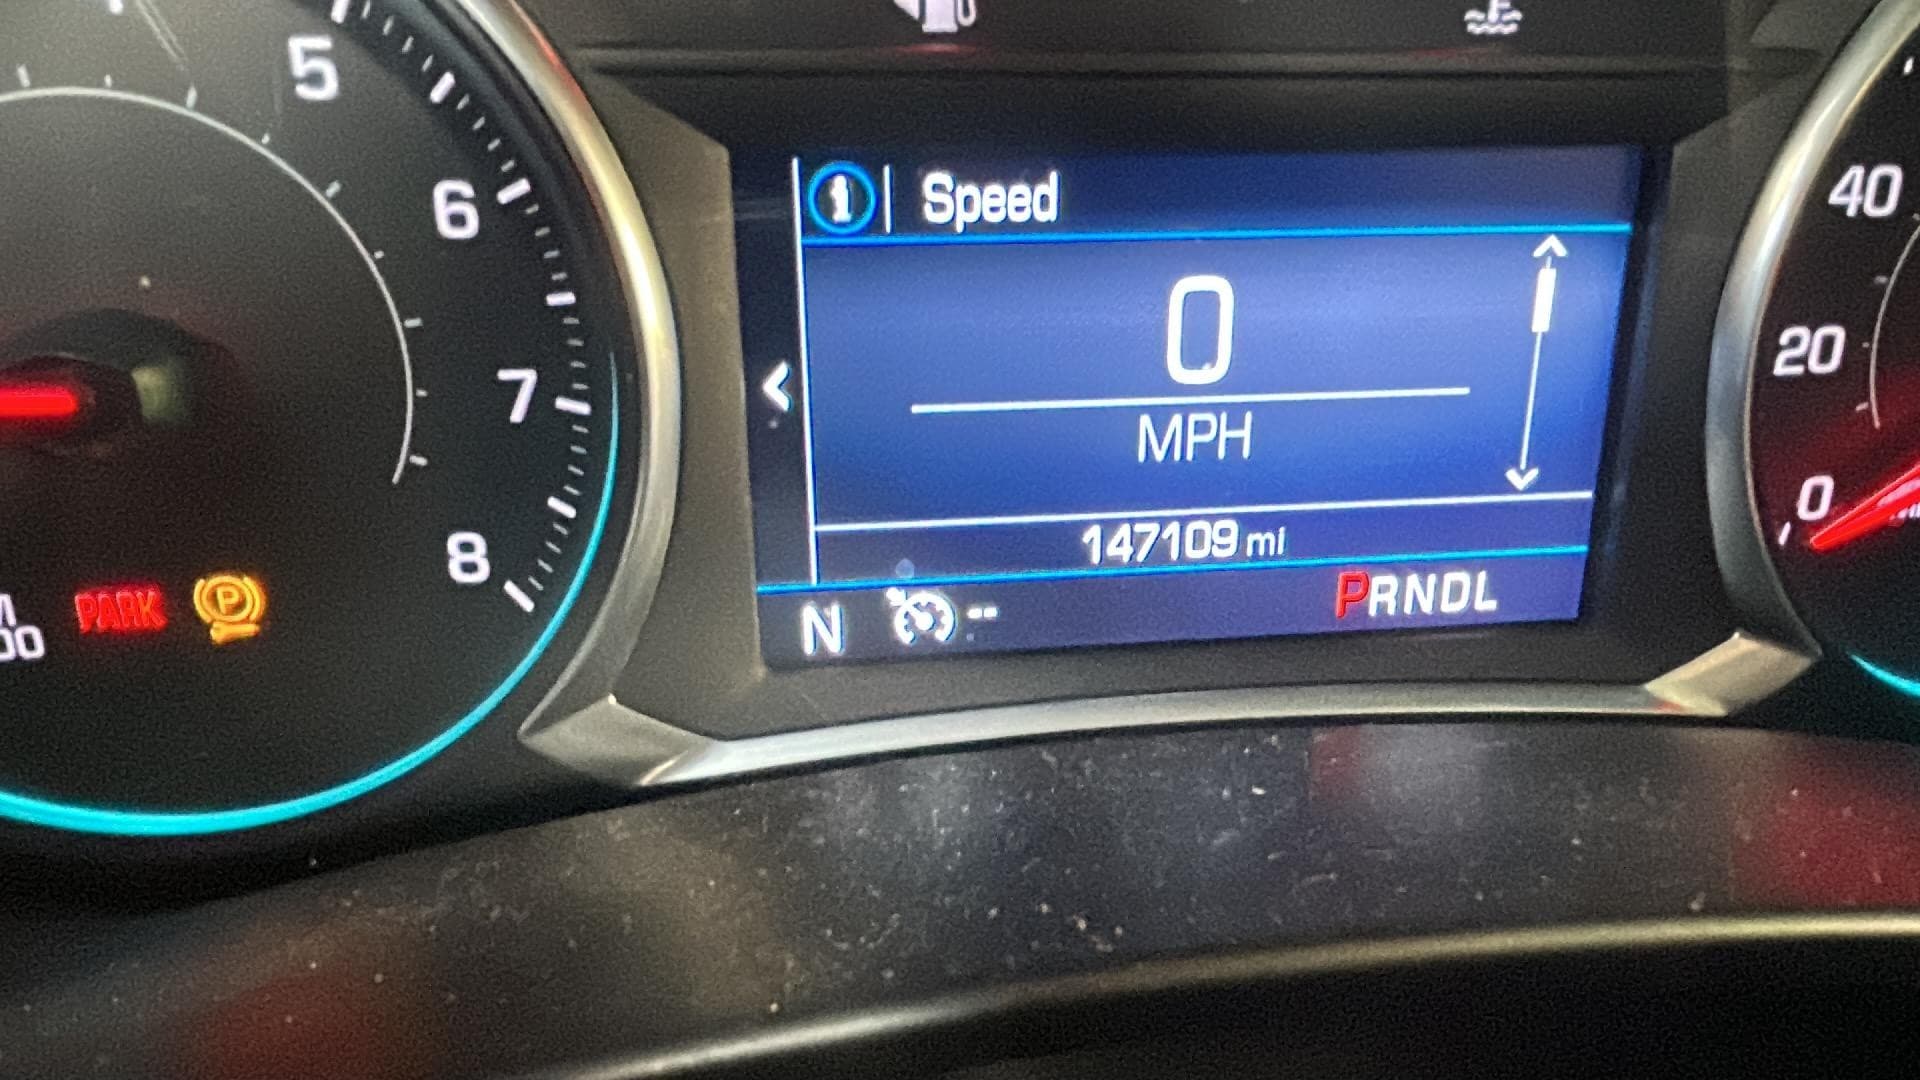 5
6
7
8
PARK
P
i Speed
0
MPH
147109 mi
N --
PRNDL
40
20
0